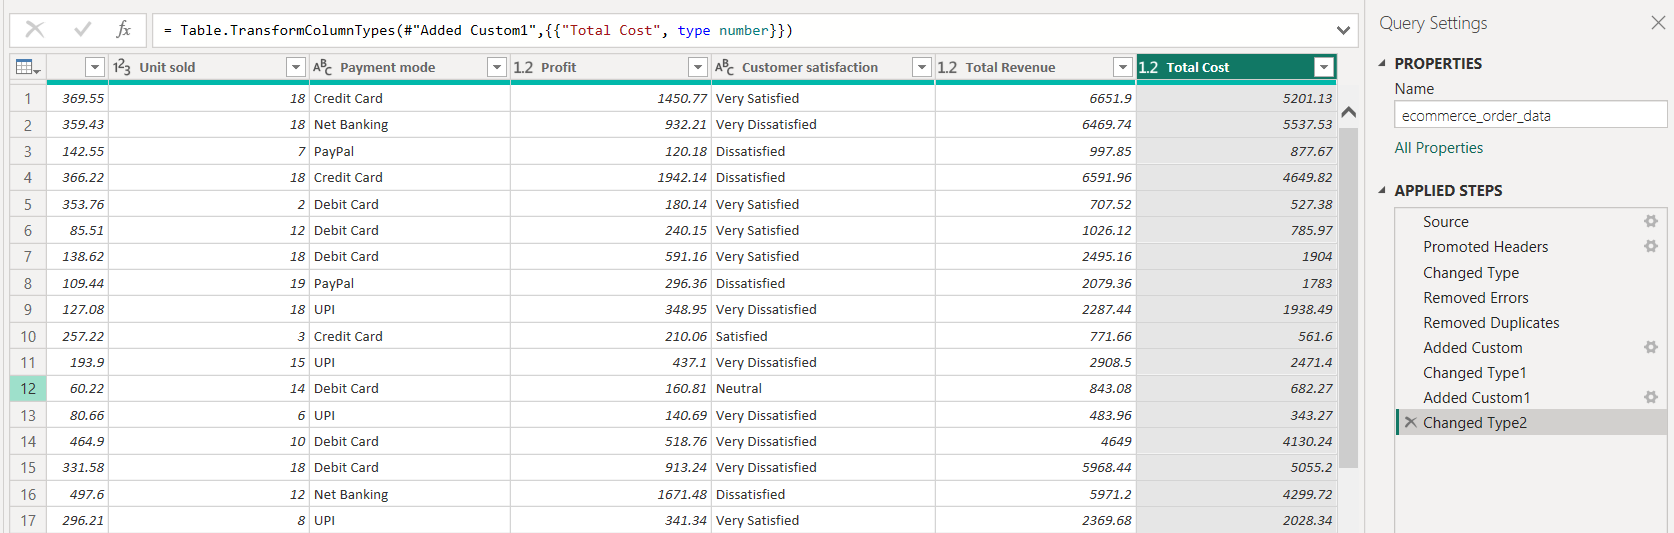 fx = Table.TransformColumnTypes(#"Added Custom1",{{"Total Cost", type number}})
1²3 Unit sold ABC Payment mode 1.2 Profit ABC Customer satisfaction 1.2 Total Revenue 1.2 Total Cost
1 369.55 18 Credit Card 1450.77 Very Satisfied 6651.9 5201.13
2 359.43 18 Net Banking 932.21 Very Dissatisfied 6469.74 5537.53
3 142.55 7 PayPal 120.18 Dissatisfied 997.85 877.67
4 366.22 18 Credit Card 1942.14 Dissatisfied 6591.96 4649.82
5 353.76 2 Debit Card 180.14 Very Satisfied 707.52 527.38
6 85.51 12 Debit Card 240.15 Very Satisfied 1026.12 785.97
7 138.62 18 Debit Card 591.16 Very Satisfied 2495.16 1904
8 109.44 19 PayPal 296.36 Dissatisfied 2079.36 1783
9 127.08 18 UPI 348.95 Very Dissatisfied 2287.44 1938.49
10 257.22 3 Credit Card 210.06 Satisfied 771.66 561.6
11 193.9 15 UPI 437.1 Very Dissatisfied 2908.5 2471.4
12 60.22 14 Debit Card 160.81 Neutral 843.08 682.27
13 80.66 6 UPI 140.69 Very Dissatisfied 483.96 343.27
14 464.9 10 Debit Card 518.76 Very Dissatisfied 4649 4130.24
15 331.58 18 Debit Card 913.24 Very Dissatisfied 5968.44 5055.2
16 497.6 12 Net Banking 1671.48 Dissatisfied 5971.2 4299.72
17 296.21 8 UPI 341.34 Very Satisfied 2369.68 2028.34
Query Settings
PROPERTIES
Name
ecommerce_order_data
All Properties
APPLIED STEPS
Source
Promoted Headers
Changed Type
Removed Errors
Removed Duplicates
Added Custom
Changed Type1
Added Custom1
Changed Type2